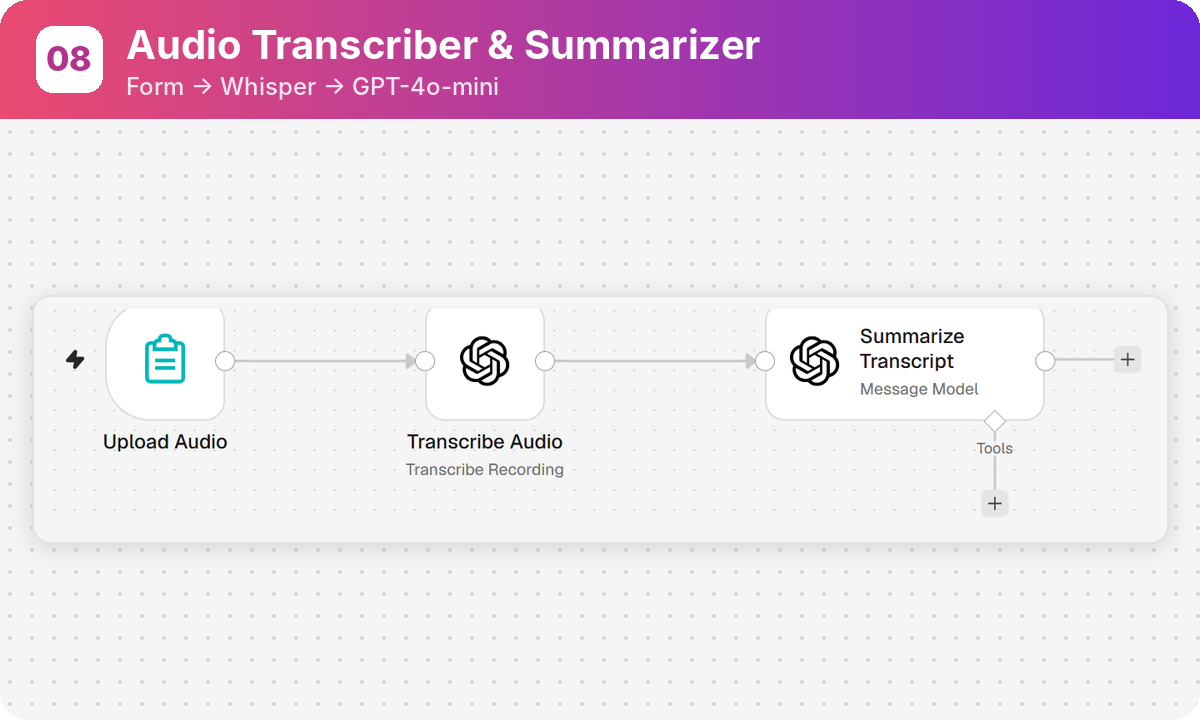 08
Audio Transcriber & Summarizer
Form → Whisper → GPT-4o-mini
Summarize
Transcript
Message Model
Upload Audio
Transcribe Audio
Transcribe Recording
Tools